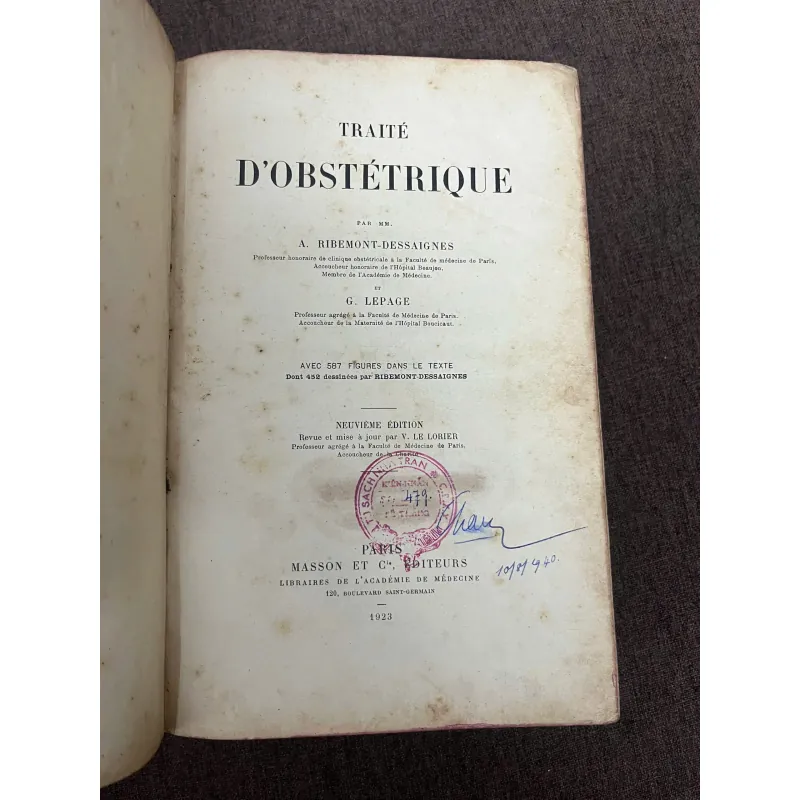 TRAITÉ
D'OBSTÉTRIQUE
PAR MM.
A. RIBEMONT-DESSAIGNES
Professeur honoraire de clinique obstétricale à la Faculté de médecine de Paris,
Accoucheur honoraire de l'Hôpital Beaujon,
Membre de l'Académie de Médecine.
ET
G. LEPAGE
Professeur agrégé à la Faculté de Médecine de Paris.
Accoucheur de la Maternité de l'Hôpital Boucicaut.
AVEC 587 FIGURES DANS LE TEXTE
Dont 452 dessinées par RIBEMONT-DESSAIGNES
NEUVIÈME ÉDITION
Revue et mise à jour par V. LE LORIER
Professeur agrégé à la Faculté de Médecine de Paris,
Accoucheur de la Charité
479
PARIS
MASSON ET Cie, ÉDITEURS
LIBRAIRES DE L'ACADÉMIE DE MÉDECINE
120, BOULEVARD SAINT-GERMAIN
1923